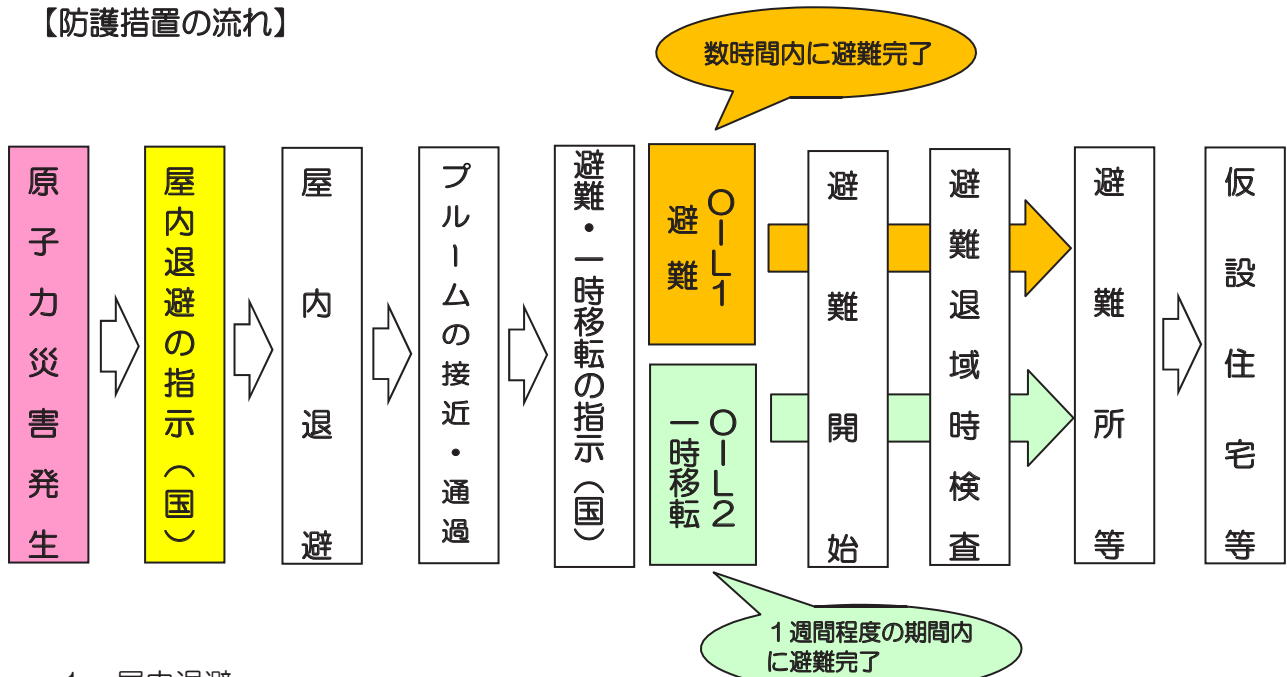 【防護措置の流れ】
数時間内に避難完了
原子力災害発生
屋内退避の指示(国)
屋内退避
プルームの接近・通過
避難・一時移転の指示(国)
OIL1
避難
OIL2
一時移転
避難開始
避難退域時検査
避難所等
仮設住宅等
1週間程度の期間内
に避難完了